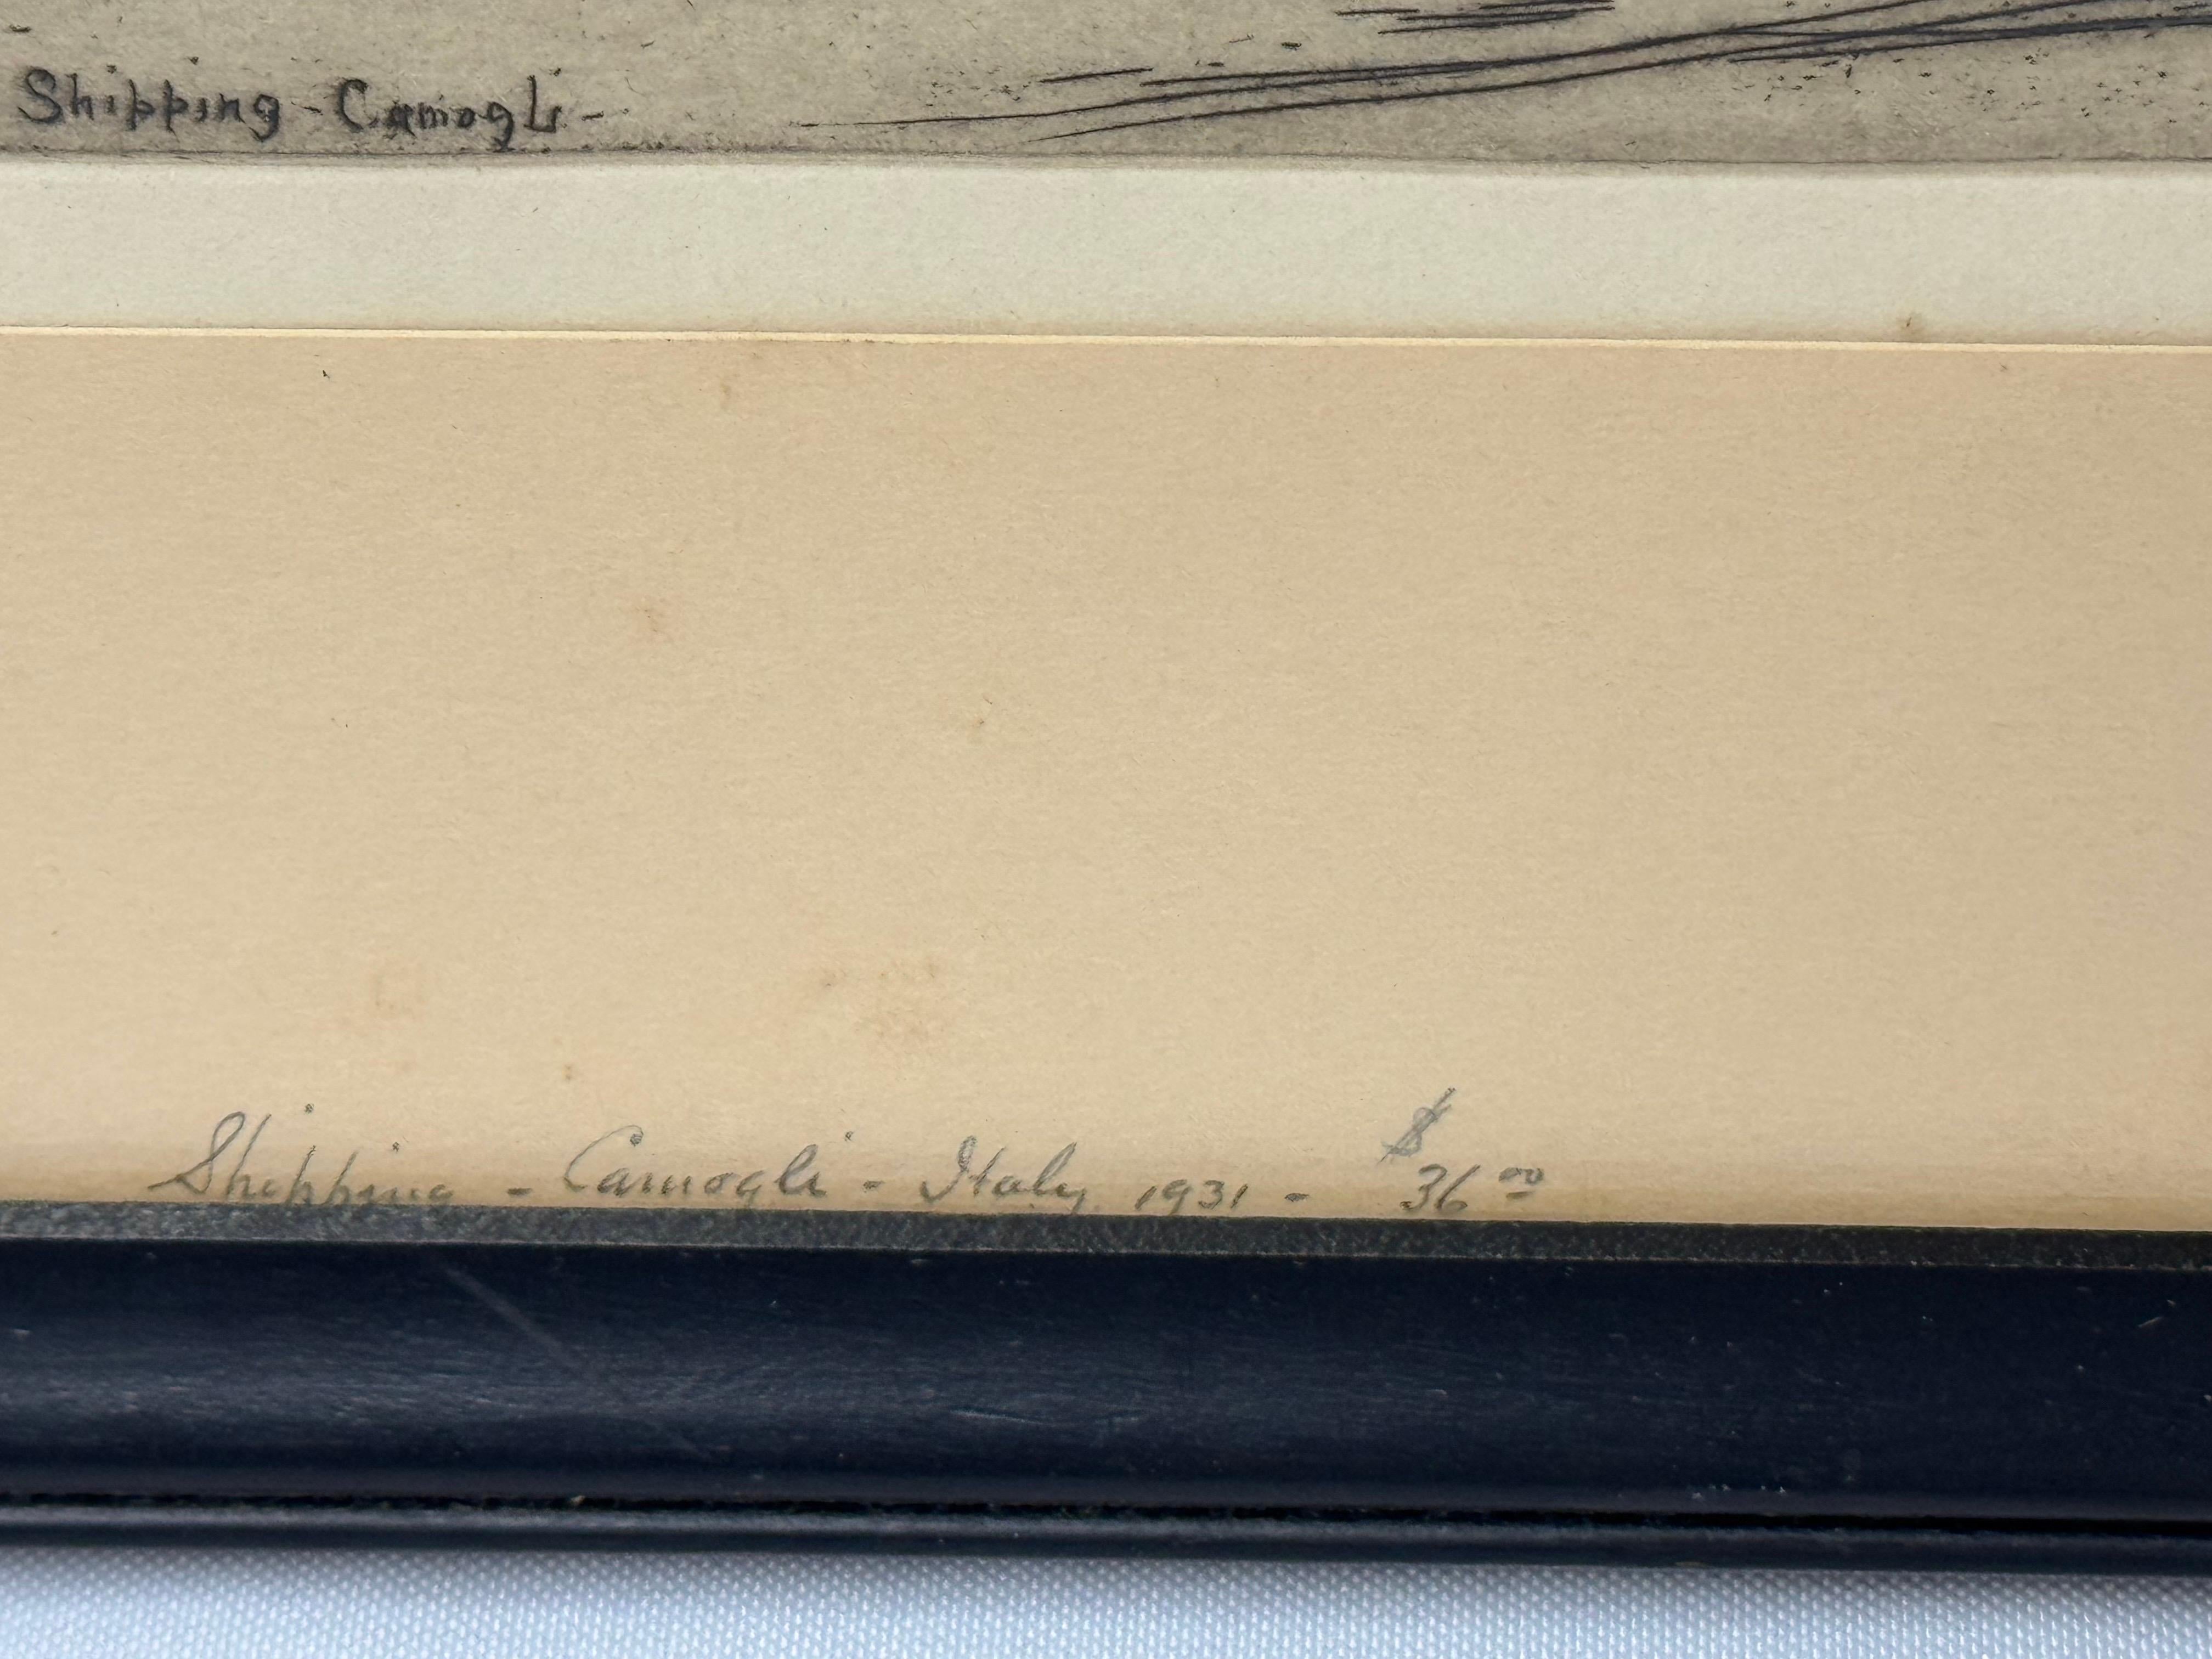 Shipping - Camogli -
Shipping - Camogli - Italy 1931 - $36.00